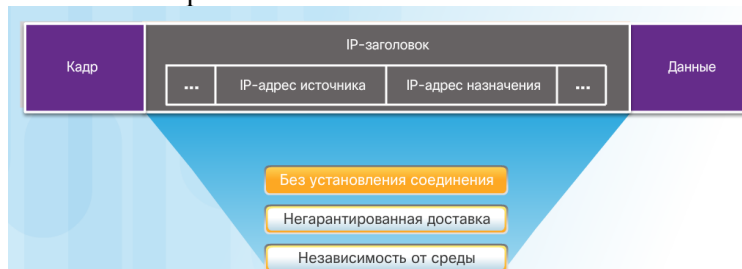 IP-заголовок
Кадр
Данные
... IP-адрес источника IP-адрес назначения ...
Без установления соединения
Негарантированная доставка
Независимость от среды